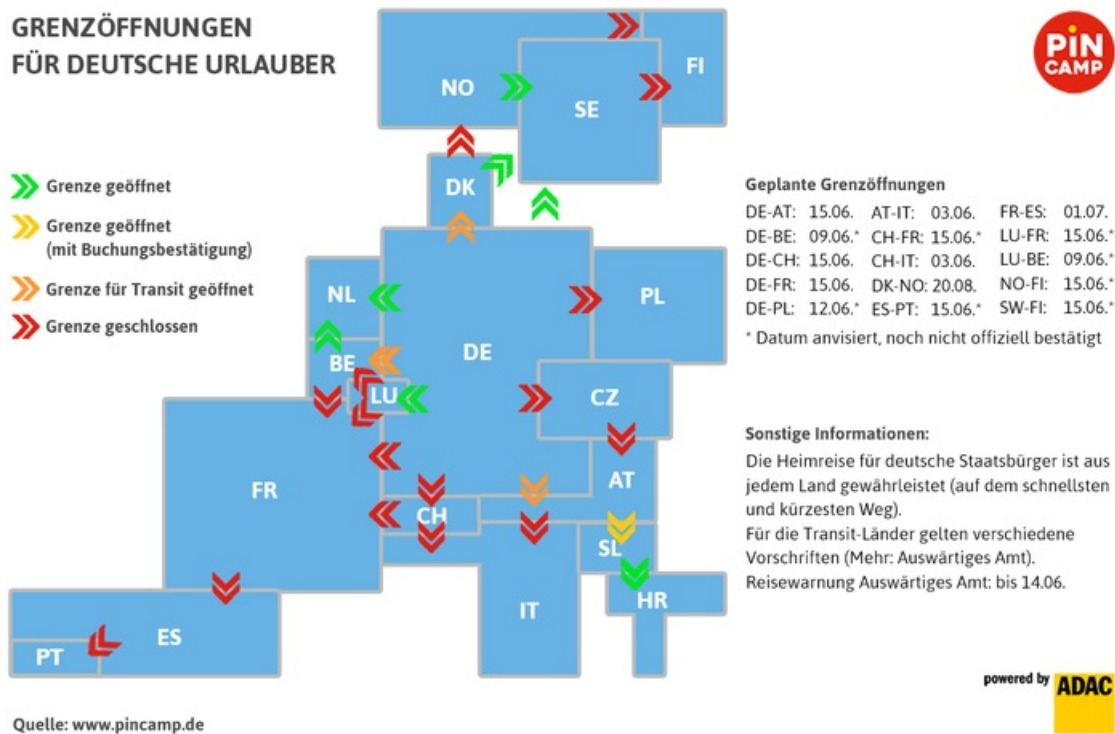 GRENZÖFFNUNGEN
FÜR DEUTSCHE URLAUBER
PiN
CAMP
Grenze geöffnet
Grenze geöffnet
(mit Buchungsbestätigung)
Grenze für Transit geöffnet
Grenze geschlossen
NO
SE
FI
DK
NL
BE
LU
DE
PL
CZ
FR
CH
AT
SL
HR
IT
ES
PT
Geplante Grenzöffnungen
DE-AT: 15.06. AT-IT: 03.06. FR-ES: 01.07.
DE-BE: 09.06.* CH-FR: 15.06.* LU-FR: 15.06.*
DE-CH: 15.06. CH-IT: 03.06. LU-BE: 09.06.*
DE-FR: 15.06. DK-NO: 20.08. NO-FI: 15.06.*
DE-PL: 12.06.* ES-PT: 15.06.* SW-FI: 15.06.*
* Datum anvisiert, noch nicht offiziell bestätigt
Sonstige Informationen:
Die Heimreise für deutsche Staatsbürger ist aus
jedem Land gewährleistet (auf dem schnellsten
und kürzesten Weg).
Für die Transit-Länder gelten verschiedene
Vorschriften (Mehr: Auswärtiges Amt).
Reisewarnung Auswärtiges Amt: bis 14.06.
powered by ADAC
Quelle: www.pincamp.de